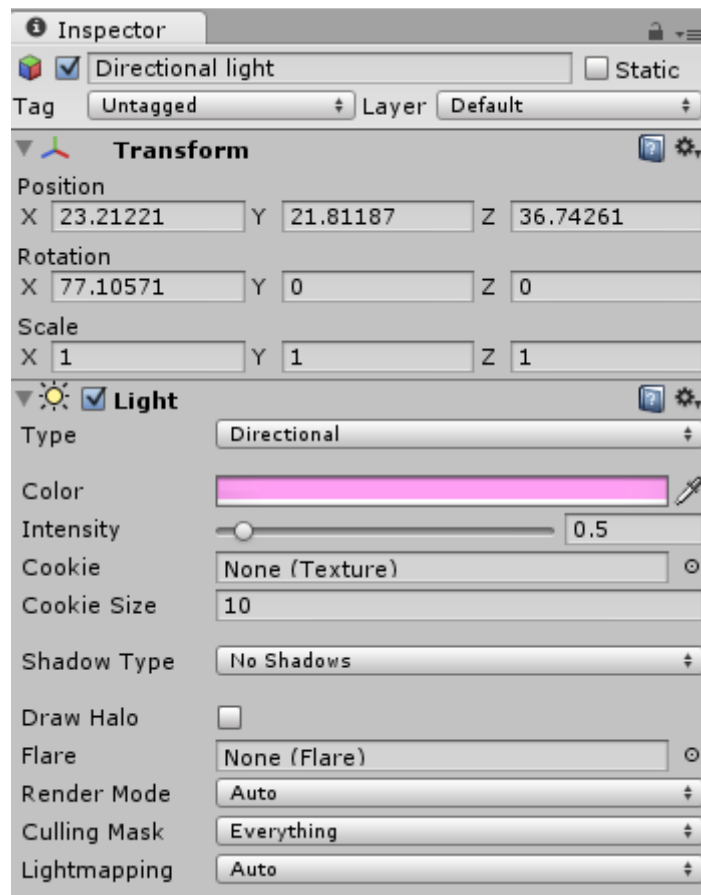 Inspector
Directional light Static
Tag Untagged Layer Default
Transform
Position
X 23.21221 Y 21.81187 Z 36.74261
Rotation
X 77.10571 Y 0 Z 0
Scale
X 1 Y 1 Z 1
Light
Type Directional
Color
Intensity 0.5
Cookie None (Texture)
Cookie Size 10
Shadow Type No Shadows
Draw Halo
Flare None (Flare)
Render Mode Auto
Culling Mask Everything
Lightmapping Auto